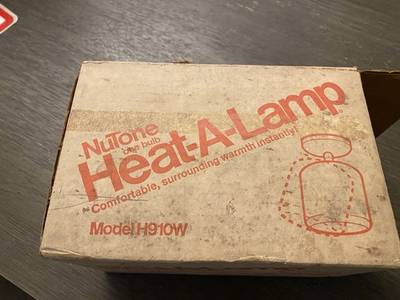 NuTone
one bulb
Heat-A-Lamp
Comfortable, surrounding warmth instantly!
Model H910W